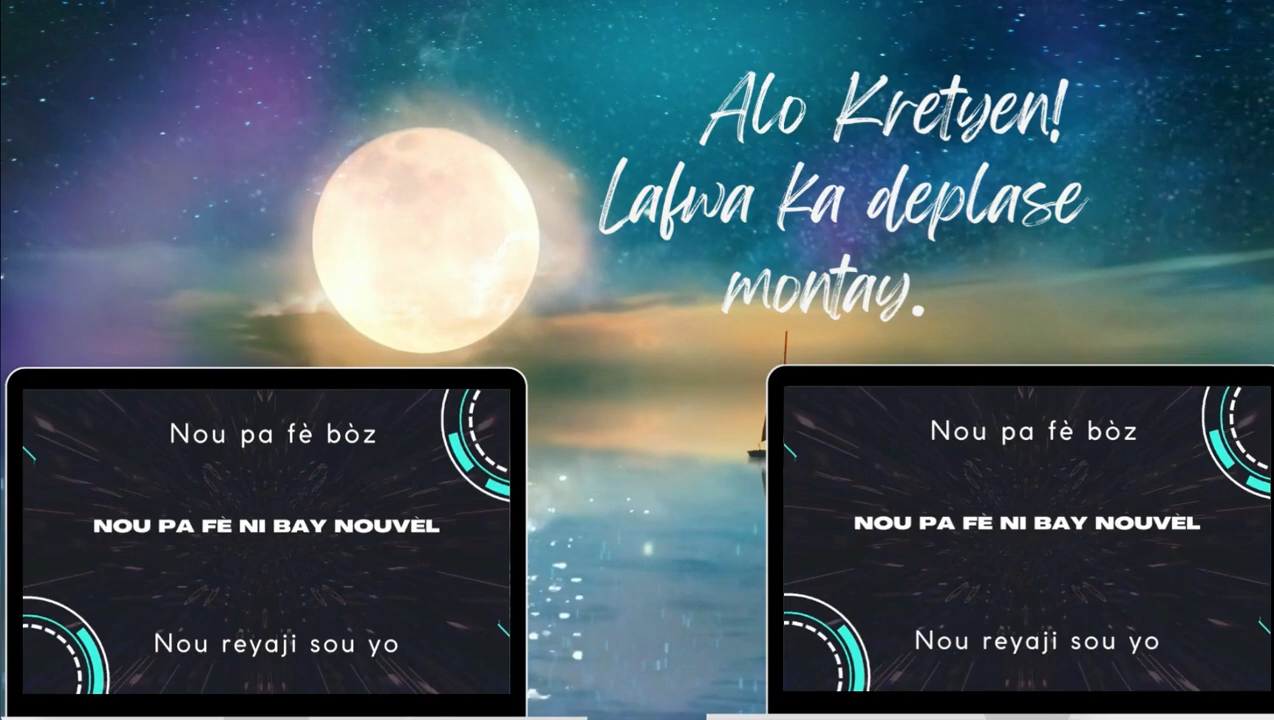 Alo Kretyen!
Lafwa ka deplase
montay.
Nou pa fè bòz
NOU PA FÈ NI BAY NOUVÈL
Nou reyaji sou yo
Nou pa fè bòz
NOU PA FÈ NI BAY NOUVÈL
Nou reyaji sou yo